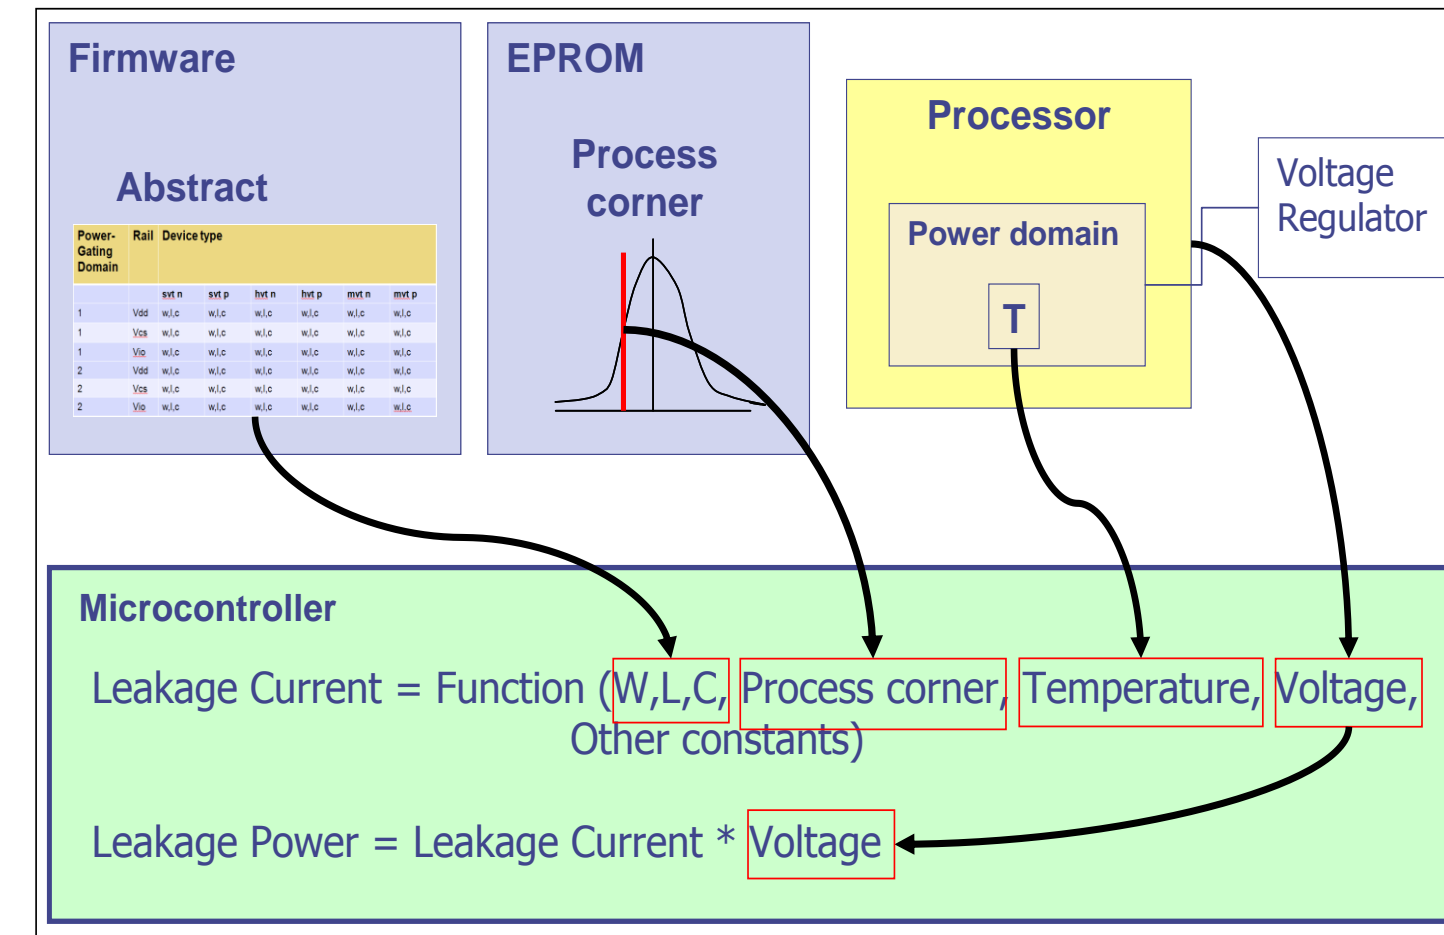 Firmware
Abstract
Power-Gating Domain Rail Device type
svt n svt p hvt n hvt p mvt n mvt p
1 Vdd w,l,c w,l,c w,l,c w,l,c w,l,c w,l,c
1 Vcs w,l,c w,l,c w,l,c w,l,c w,l,c w,l,c
1 Vio w,l,c w,l,c w,l,c w,l,c w,l,c w,l,c
2 Vdd w,l,c w,l,c w,l,c w,l,c w,l,c w,l,c
2 Vcs w,l,c w,l,c w,l,c w,l,c w,l,c w,l,c
2 Vio w,l,c w,l,c w,l,c w,l,c w,l,c w,l,c
EPROM
Process
corner
Processor
Power domain
T
Voltage
Regulator
Microcontroller
Leakage Current = Function (W,L,C, Process corner, Temperature, Voltage,
Other constants)
Leakage Power = Leakage Current * Voltage